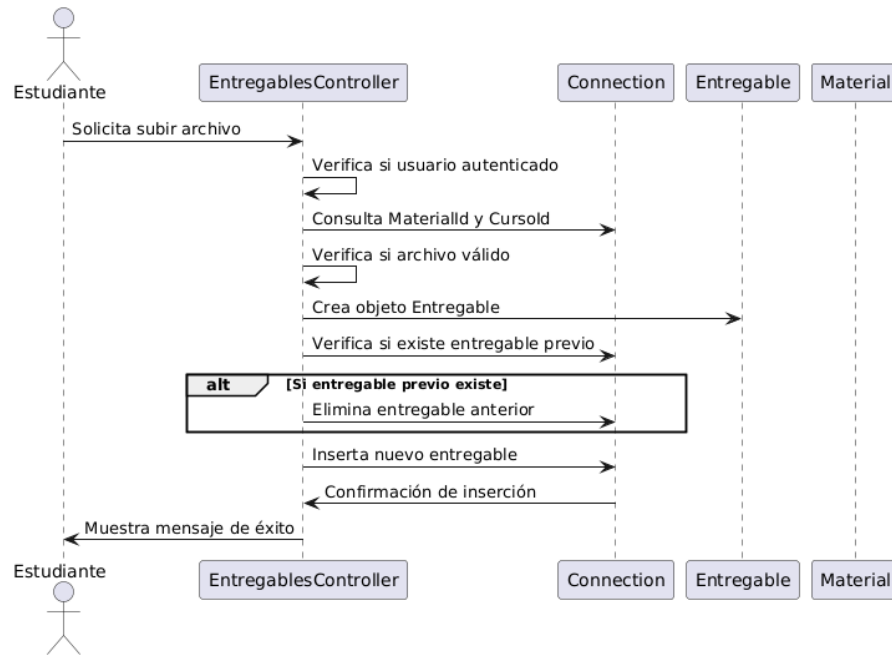 Estudiante
EntregablesController
Connection
Entregable
Material
Solicita subir archivo
Verifica si usuario autenticado
Consulta MaterialId y CursoId
Verifica si archivo válido
Crea objeto Entregable
Verifica si existe entregable previo
alt
[Si entregable previo existe]
Elimina entregable anterior
Inserta nuevo entregable
Confirmación de inserción
Muestra mensaje de éxito
Estudiante
EntregablesController
Connection
Entregable
Material